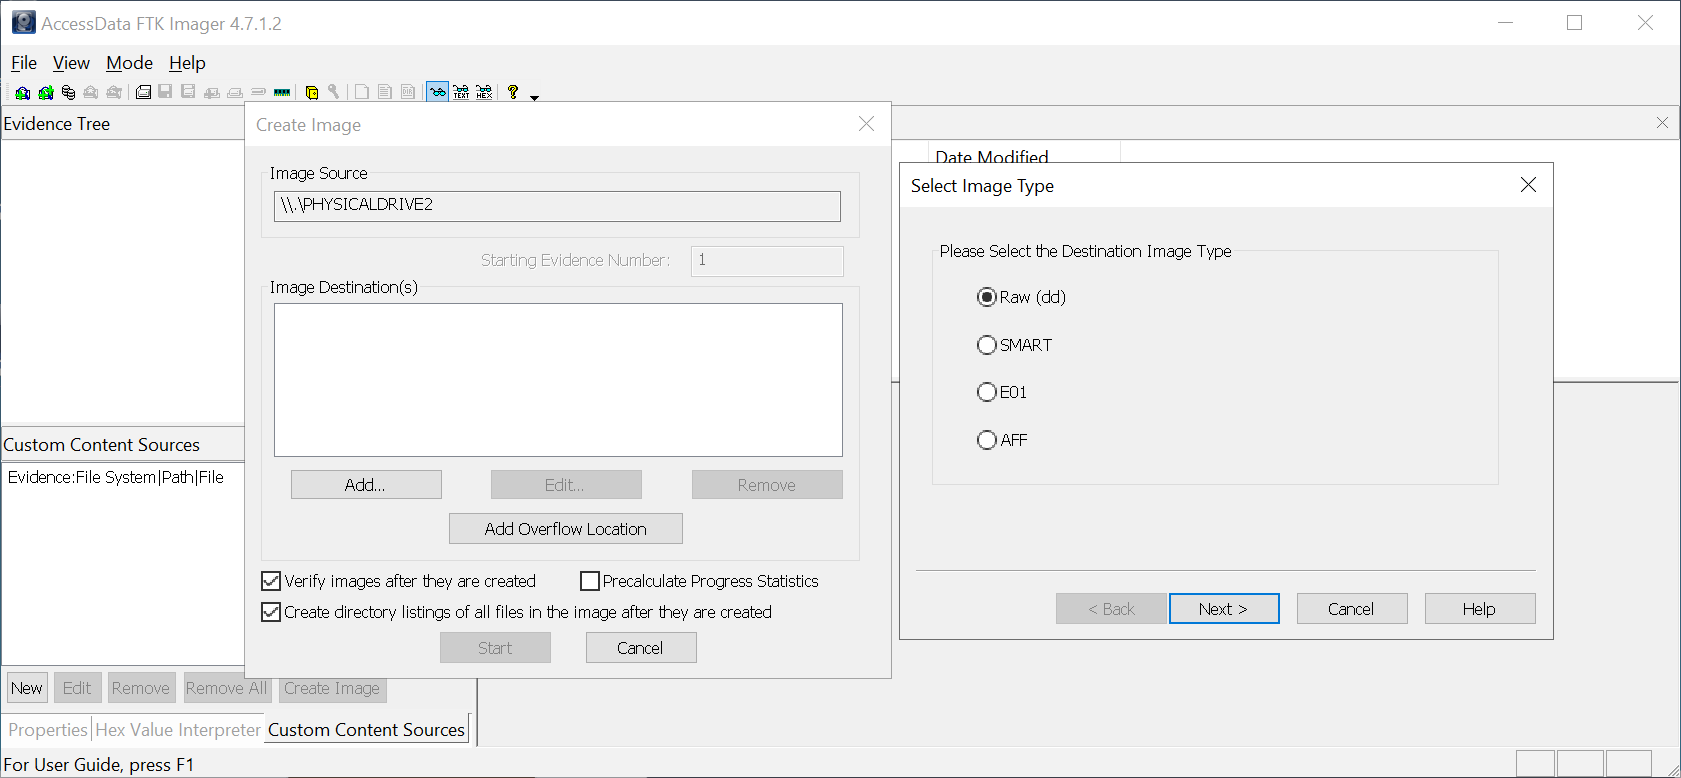 AccessData FTK Imager 4.7.1.2
File View Mode Help
TEXT HEX
Evidence Tree
Custom Content Sources
Evidence:File System|Path|File
New Edit Remove Remove All Create Image
Properties Hex Value Interpreter Custom Content Sources
For User Guide, press F1
Date Modified
Create Image
Image Source
\\.\PHYSICALDRIVE2
Starting Evidence Number: 1
Image Destination(s)
Add... Edit... Remove
Add Overflow Location
Verify images after they are created Precalculate Progress Statistics
Create directory listings of all files in the image after they are created
Start Cancel
Select Image Type
Please Select the Destination Image Type
Raw (dd)
SMART
E01
AFF
< Back Next > Cancel Help